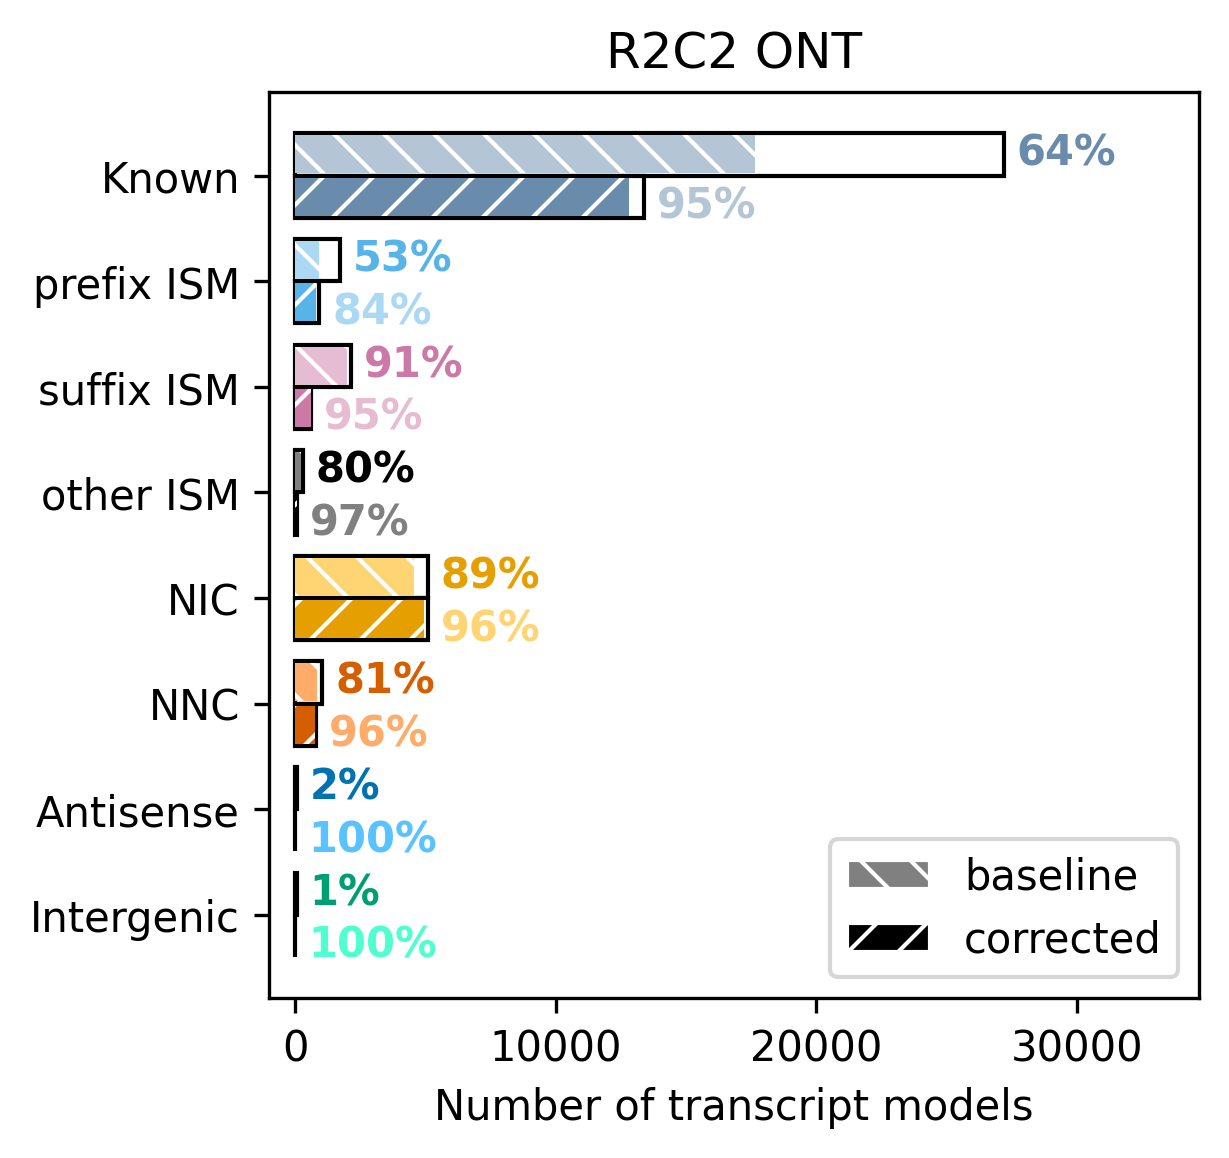 R2C2 ONT
Known
64%
95%
prefix ISM
53%
84%
suffix ISM
91%
95%
other ISM
80%
97%
NIC
89%
96%
NNC
81%
96%
Antisense
2%
100%
Intergenic
1%
100%
baseline
corrected
0 10000 20000 30000
Number of transcript models